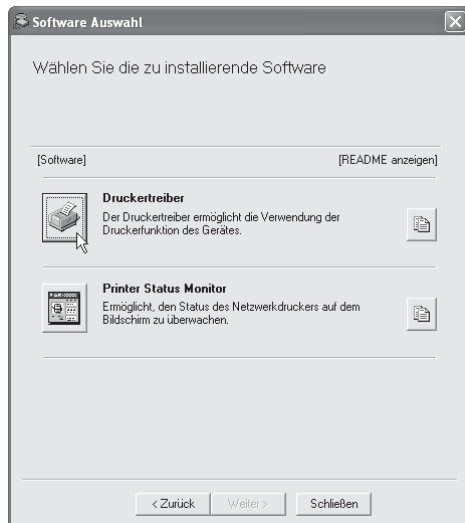 Software Auswahl
Wählen Sie die zu installierende Software
[Software] [README anzeigen]
Druckertreiber
Der Druckertreiber ermöglicht die Verwendung der
Druckerfunktion des Gerätes.
Printer Status Monitor
Ermöglicht, den Status des Netzwerkdruckers auf dem
Bildschirm zu überwachen.
< Zurück Weiter > Schließen